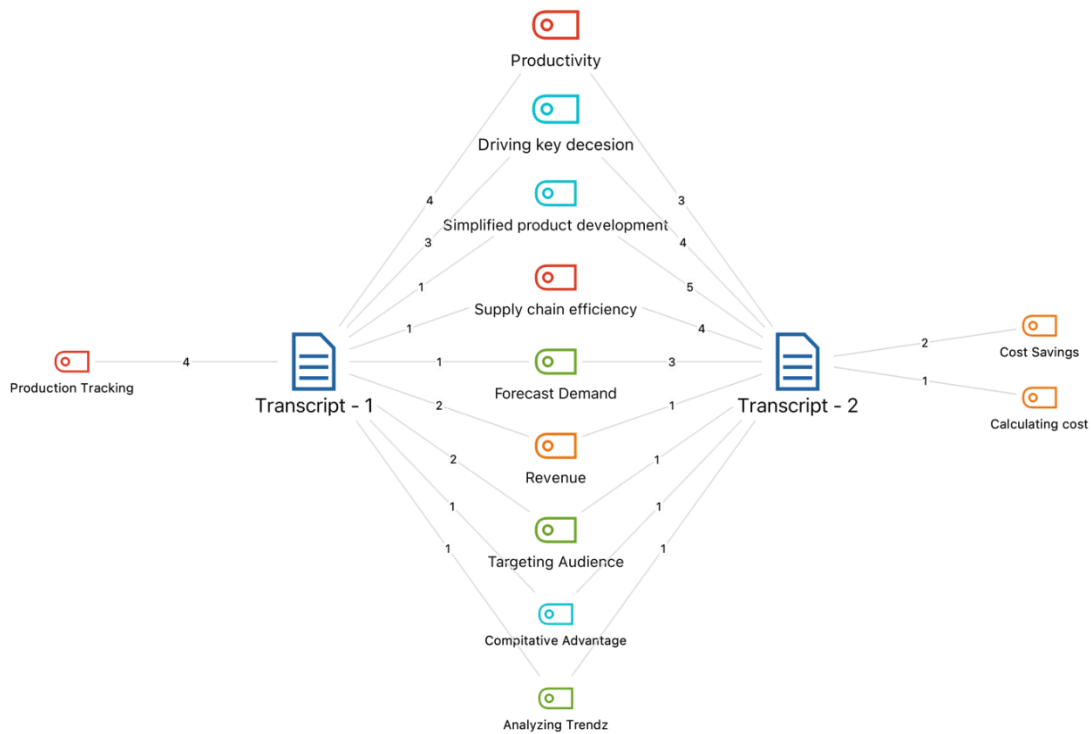 Productivity
Driving key decesion
4
3
Simplified product development
3
4
1
5
Supply chain efficiency
1
4
Cost Savings
2
Production Tracking
4
Transcript - 1
1
Forecast Demand
3
Transcript - 2
1
Calculating cost
2
Revenue
1
2
1
Targeting Audience
1
1
1
1
Compitative Advantage
Analyzing Trendz